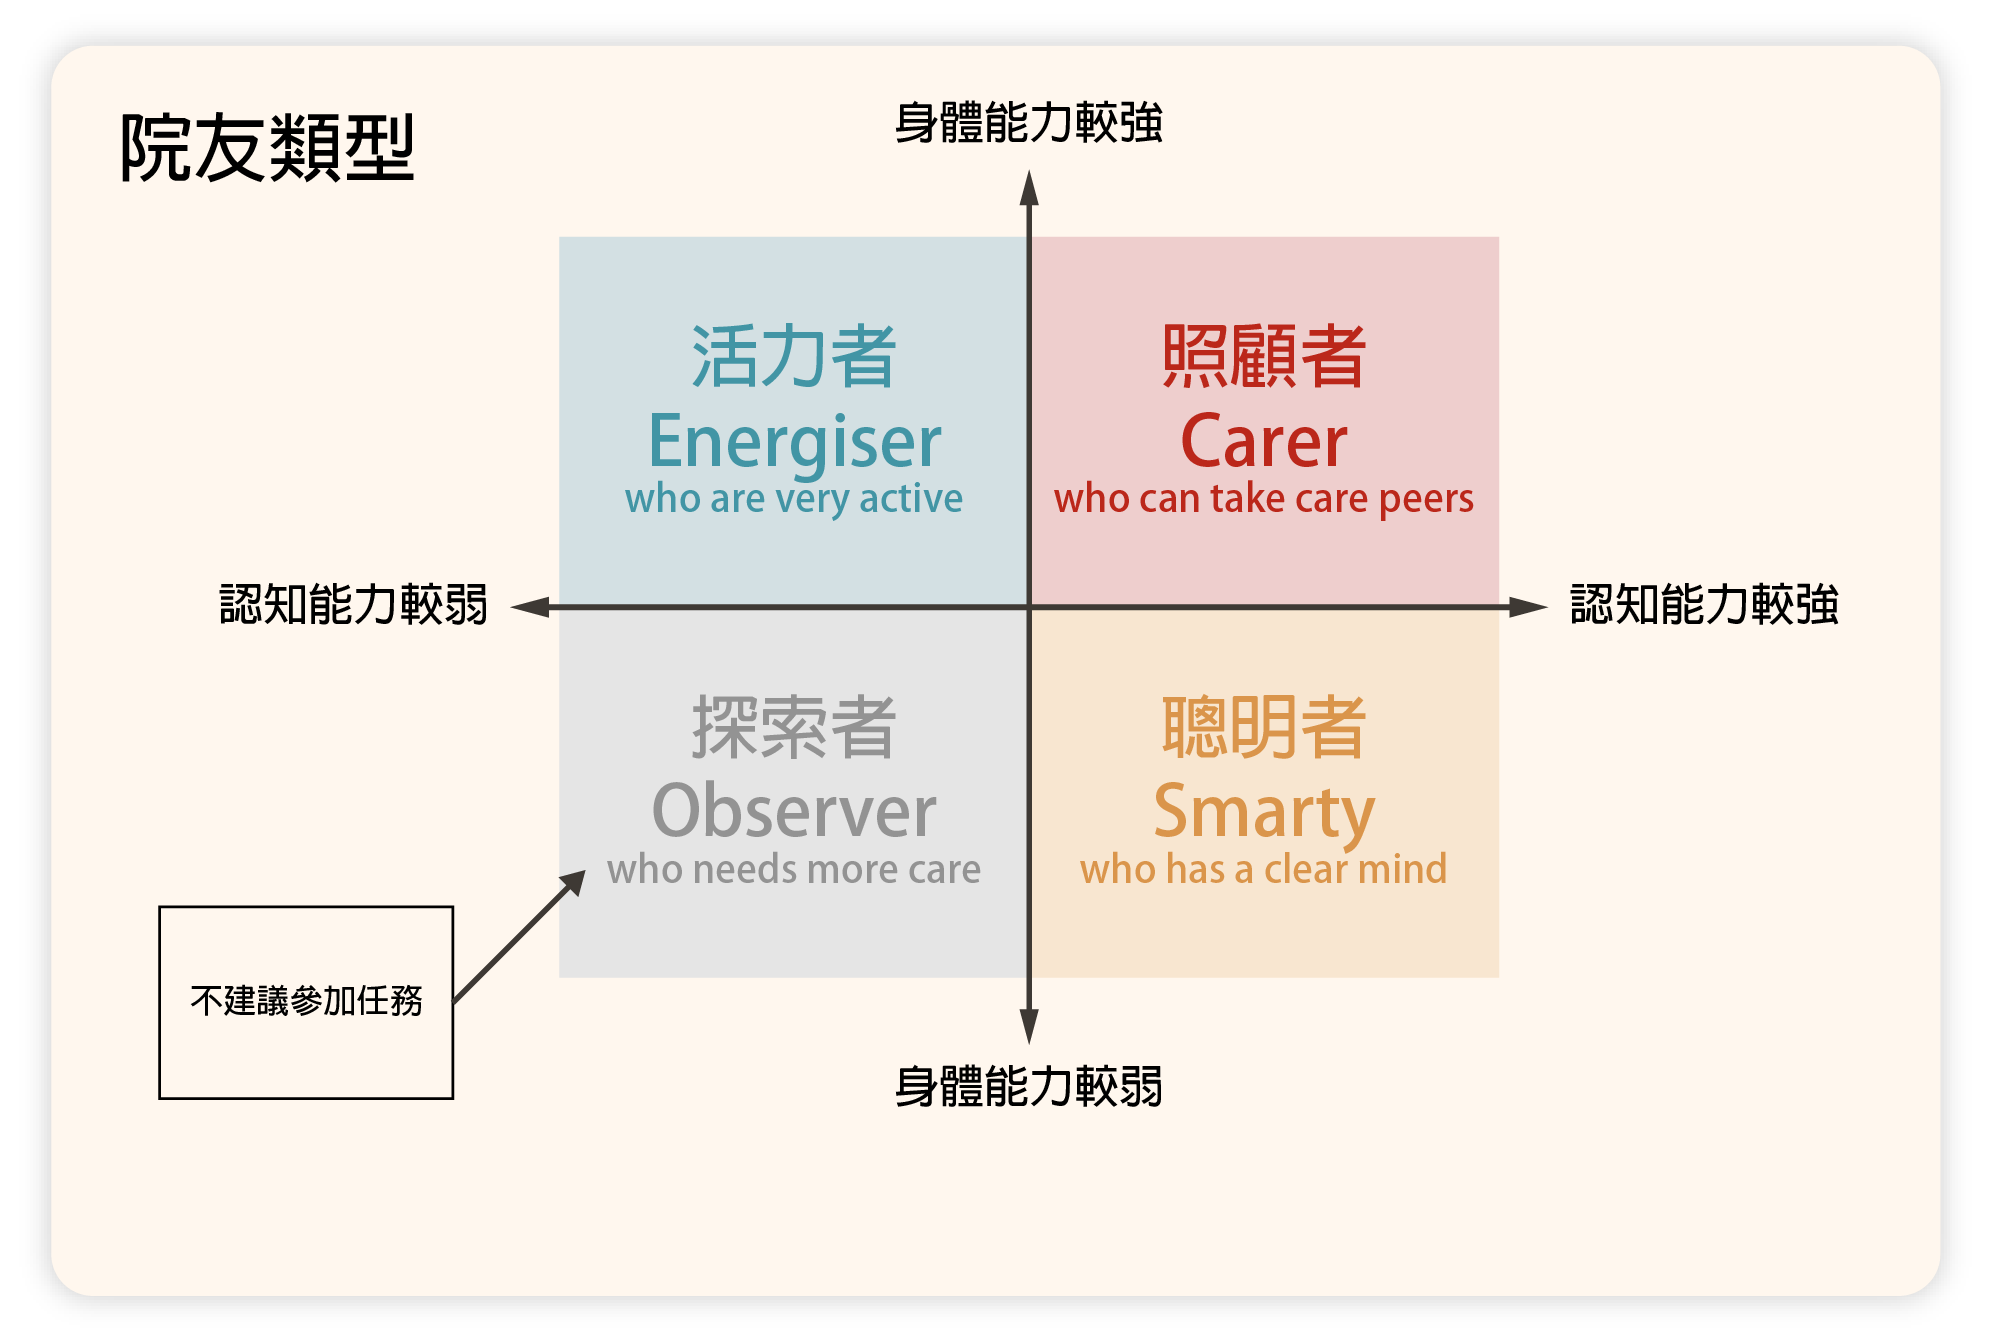 院友類型
身體能力較強
活力者
Energiser
who are very active
照顧者
Carer
who can take care peers
認知能力較弱
認知能力較強
探索者
Observer
who needs more care
聰明者
Smarty
who has a clear mind
不建議參加任務
身體能力較弱